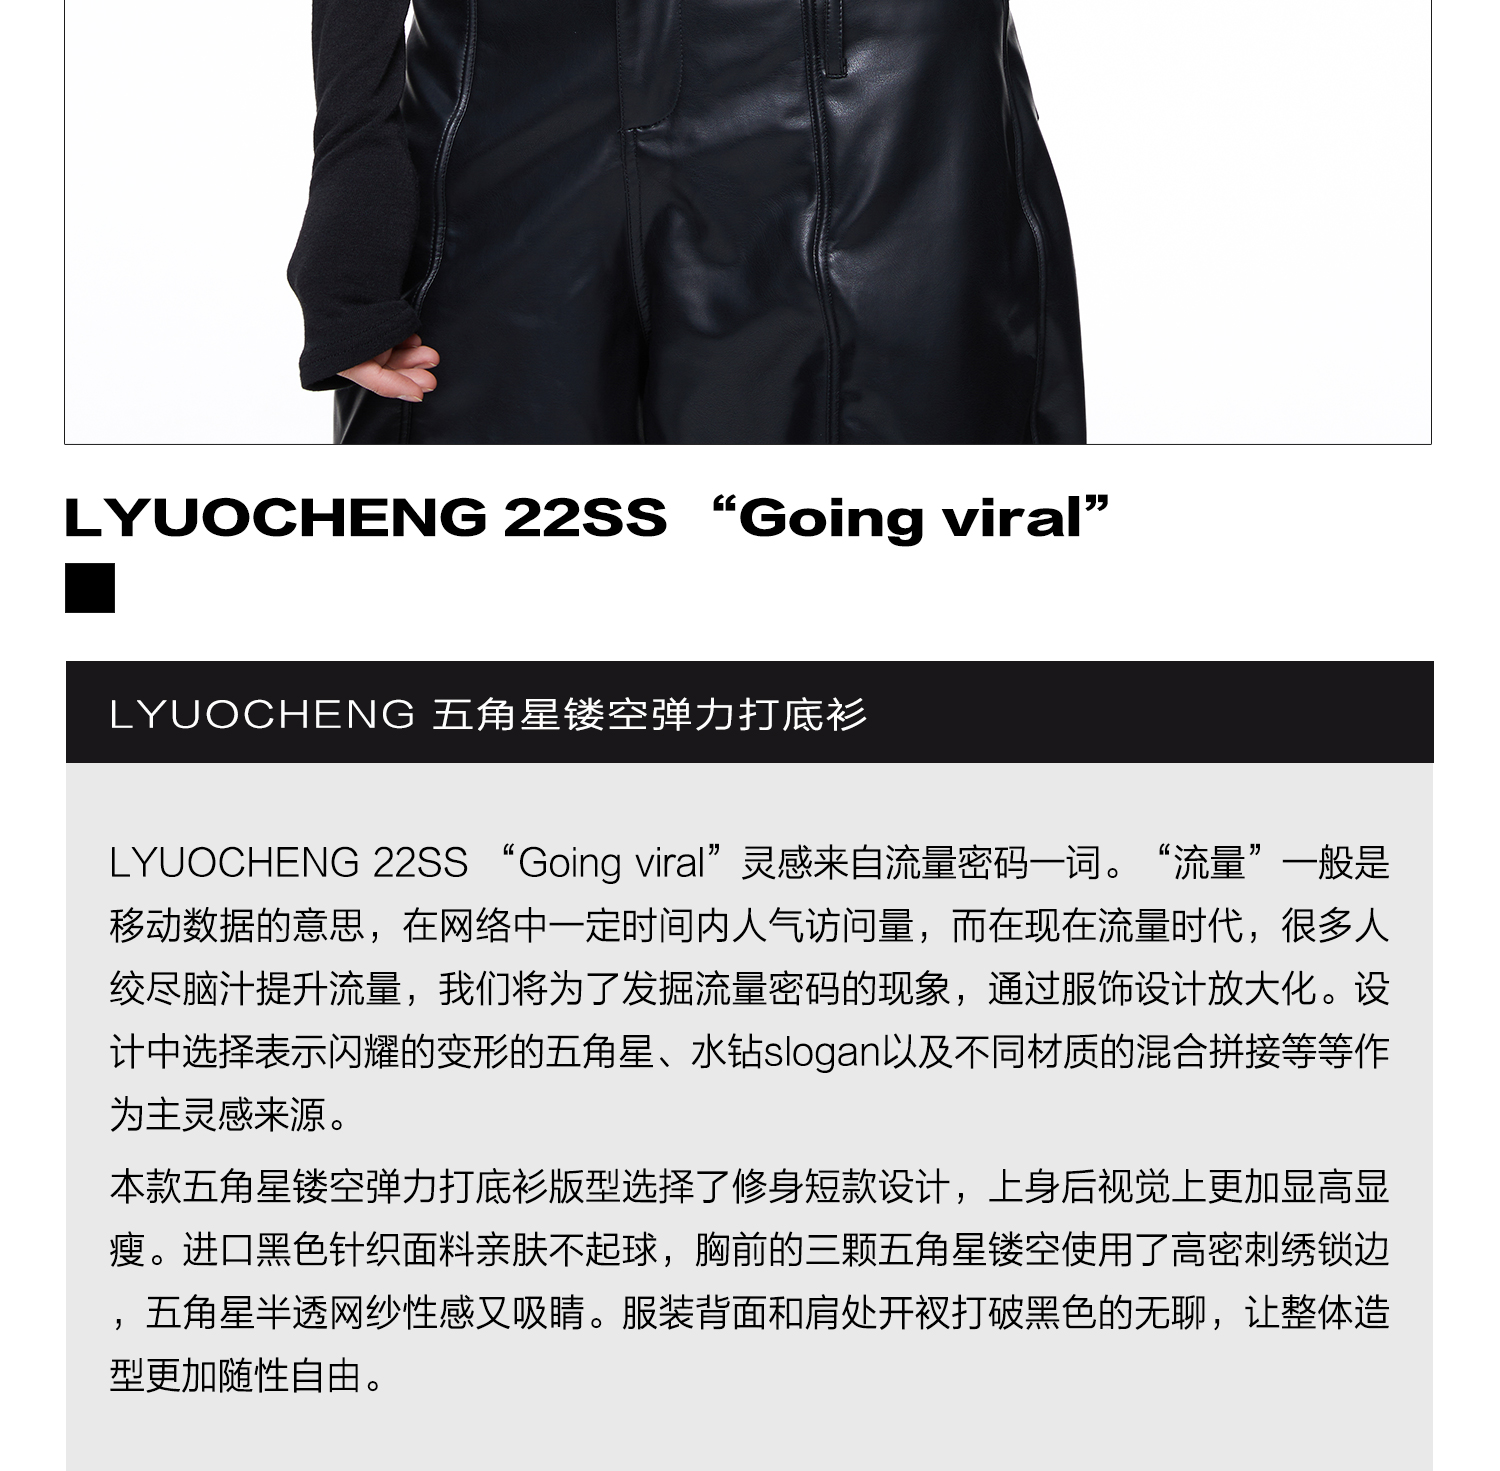 LYUOCHENG 22SS “Going viral”
LYUOCHENG 五角星镂空弹力打底衫
LYUOCHENG 22SS “Going viral”灵感来自流量密码一词。“流量”一般是
移动数据的意思，在网络中一定时间内人气访问量，而在现在流量时代，很多人
绞尽脑汁提升流量，我们将为了发掘流量密码的现象，通过服饰设计放大化。设
计中选择表示闪耀的变形的五角星、水钻slogan以及不同材质的混合拼接等等作
为主灵感来源。
本款五角星镂空弹力打底衫版型选择了修身短款设计，上身后视觉上更加显高显
瘦。进口黑色针织面料亲肤不起球，胸前的三颗五角星镂空使用了高密刺绣锁边
，五角星半透网纱性感又吸睛。服装背面和肩处开衩打破黑色的无聊，让整体造
型更加随性自由。